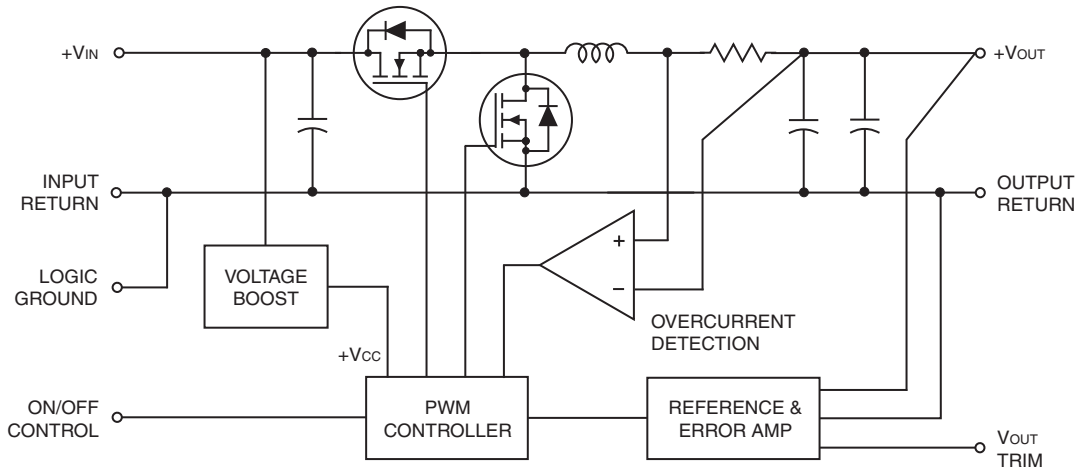 +VIN
+VOUT
INPUT
RETURN
OUTPUT
RETURN
LOGIC
GROUND
VOLTAGE
BOOST
+
−
OVERCURRENT
DETECTION
+VCC
ON/OFF
CONTROL
PWM
CONTROLLER
REFERENCE &
ERROR AMP
VOUT
TRIM